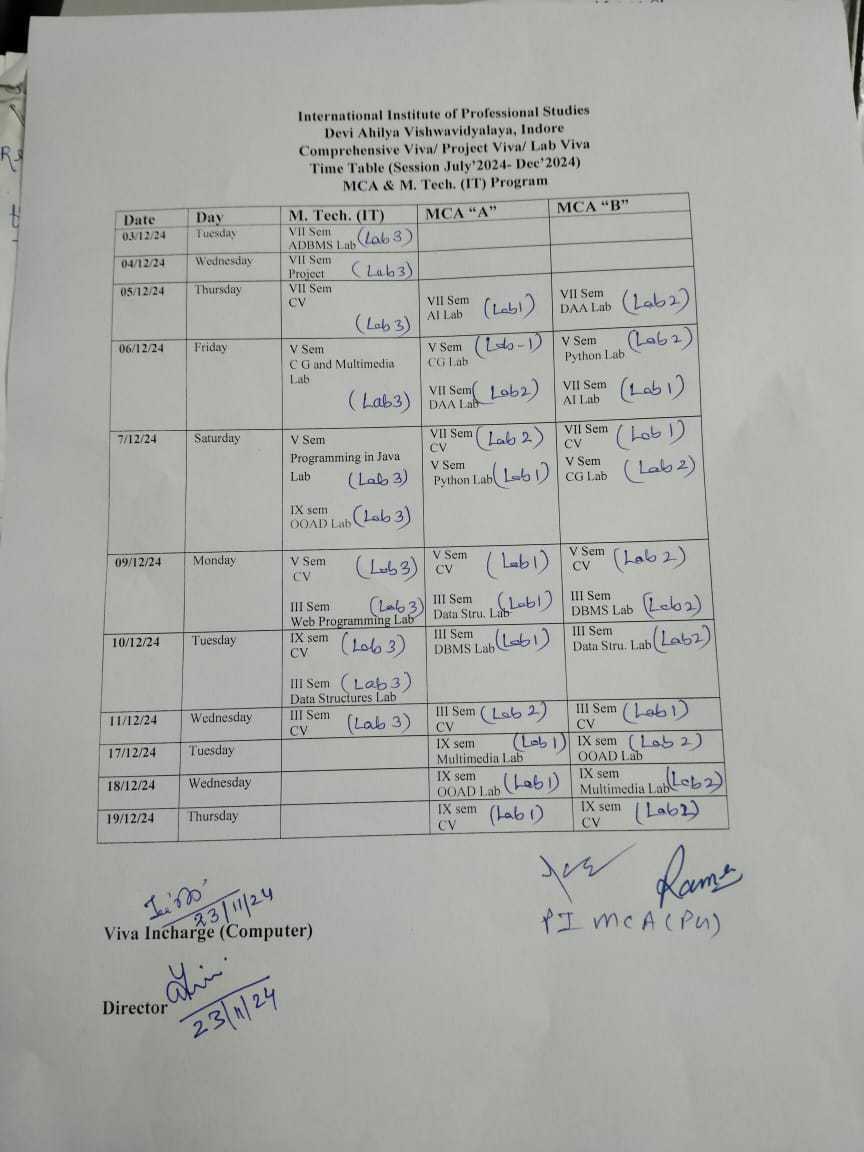 International Institute of Professional Studies
Devi Ahilya Vishwavidyalaya, Indore
Comprehensive Viva/ Project Viva/ Lab Viva
Time Table (Session July'2024- Dec'2024)
MCA & M. Tech. (IT) Program
Date Day M. Tech. (IT) MCA “A” MCA “B”
03/12/24 Tuesday VII Sem
ADBMS Lab (Lab 3)
04/12/24 Wednesday VII Sem
Project (Lab 3)
05/12/24 Thursday VII Sem
CV
(Lab 3)
VII Sem
AI Lab (Lab1)
VII Sem
DAA Lab (Lab 2)
06/12/24 Friday V Sem
C G and Multimedia
Lab
(Lab3)
V Sem (Lab-1)
CG Lab
VII Sem (Lab2)
DAA Lab
V Sem (Lab 2)
Python Lab
VII Sem
AI Lab (Lab 1)
7/12/24 Saturday V Sem
Programming in Java
Lab (Lab 3)
IX sem
OOAD Lab (Lab 3)
VII Sem (Lab 2)
CV
V Sem
Python Lab (Lab 1)
VII Sem (Lab 1)
CV
V Sem
CG Lab (Lab 2)
09/12/24 Monday V Sem
CV (Lab 3)
III Sem (Lab 3)
Web Programming Lab
V Sem
CV (Lab 1)
III Sem (Lab1)
Data Stru. Lab
V Sem (Lab 2)
CV
III Sem
DBMS Lab (Lab2)
10/12/24 Tuesday IX sem
CV (Lab 3)
III Sem (Lab 3)
Data Structures Lab
III Sem
DBMS Lab (Lab1)
III Sem
Data Stru. Lab (Lab2)
11/12/24 Wednesday III Sem
CV (Lab 3)
III Sem (Lab 2)
CV
III Sem (Lab 1)
CV
17/12/24 Tuesday IX sem (Lab 1)
Multimedia Lab
IX sem (Lab 2)
OOAD Lab
18/12/24 Wednesday IX sem
OOAD Lab (Lab1)
IX sem
Multimedia Lab (Lab 2)
19/12/24 Thursday IX sem
CV (Lab 1)
IX sem
CV (Lab2)
23/11/24
Viva Incharge (Computer)
PI MCA (PU)
Director
23/11/24